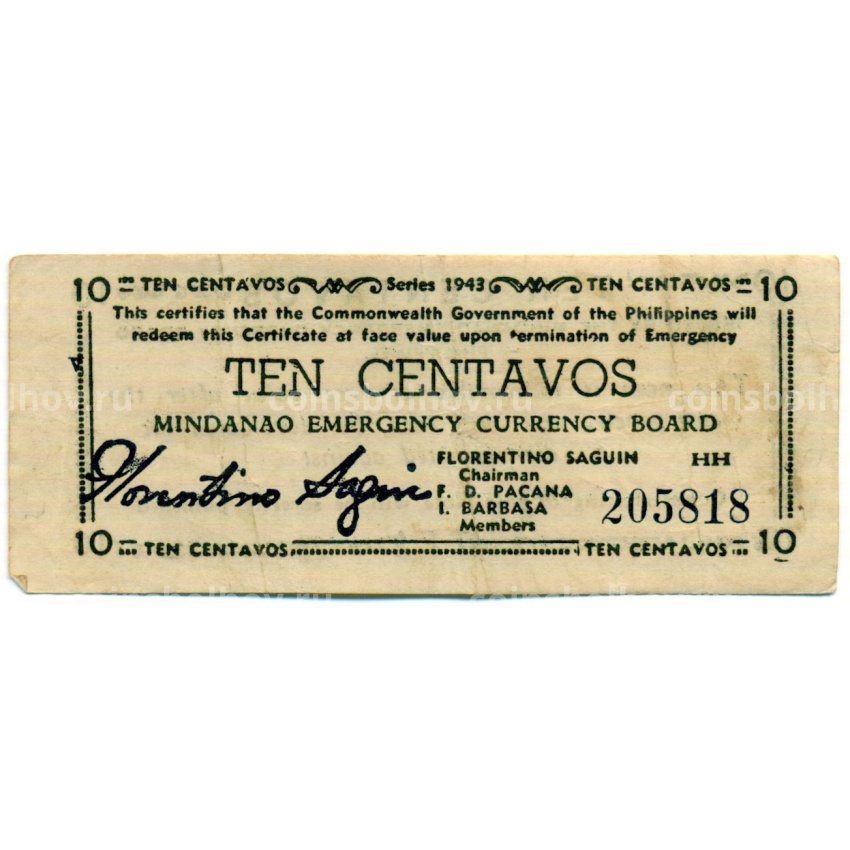 10 TEN CENTAVOS Series 1943 TEN CENTAVOS 10
This certifies that the Commonwealth Government of the Philippines will
redeem this Certifcate at face value upon termination of Emergency
TEN CENTAVOS
MINDANAO EMERGENCY CURRENCY BOARD
Florentino Saguin
FLORENTINO SAGUIN HH
Chairman
F. D. PACANA
I. BARBASA
Members
205818
10 TEN CENTAVOS TEN CENTAVOS 10
coinsbolhov.ru